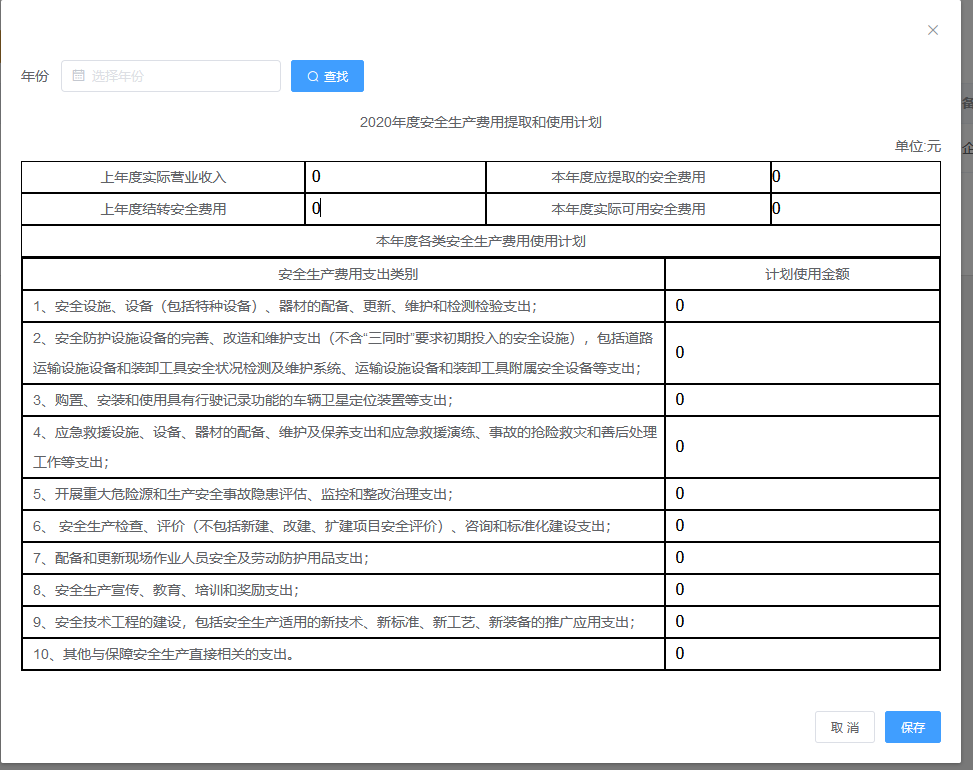 年份 选择年份 查找
2020年度安全生产费用提取和使用计划
单位:元
上年度实际营业收入 0 本年度应提取的安全费用 0
上年度结转安全费用 0 本年度实际可用安全费用 0
本年度各类安全生产费用使用计划
安全生产费用支出类别 计划使用金额
1、安全设施、设备（包括特种设备）、器材的配备、更新、维护和检测检验支出； 0
2、安全防护设施设备的完善、改造和维护支出（不含“三同时”要求初期投入的安全设施），包括道路
运输设施设备和装卸工具安全状况检测及维护系统、运输设施设备和装卸工具附属安全设备等支出； 0
3、购置、安装和使用具有行驶记录功能的车辆卫星定位装置等支出； 0
4、应急救援设施、设备、器材的配备、维护及保养支出和应急救援演练、事故的抢险救灾和善后处理
工作等支出； 0
5、开展重大危险源和生产安全事故隐患评估、监控和整改治理支出； 0
6、 安全生产检查、评价（不包括新建、改建、扩建项目安全评价）、咨询和标准化建设支出； 0
7、配备和更新现场作业人员安全及劳动防护用品支出； 0
8、安全生产宣传、教育、培训和奖励支出； 0
9、安全技术工程的建设，包括安全生产适用的新技术、新标准、新工艺、新装备的推广应用支出； 0
10、其他与保障安全生产直接相关的支出。 0
取 消 保存